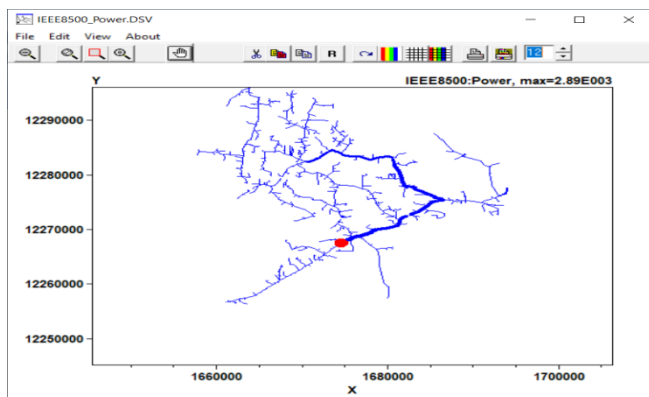 IEEE8500_Power.DSV
File Edit View About
R 12
Y IEEE8500:Power, max=2.89E003
12290000
12280000
12270000
12260000
12250000
1660000 1680000 1700000
X